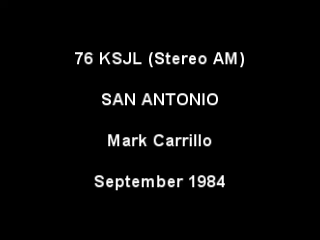 76 KSJL (Stereo AM)
SAN ANTONIO
Mark Carrillo
September 1984